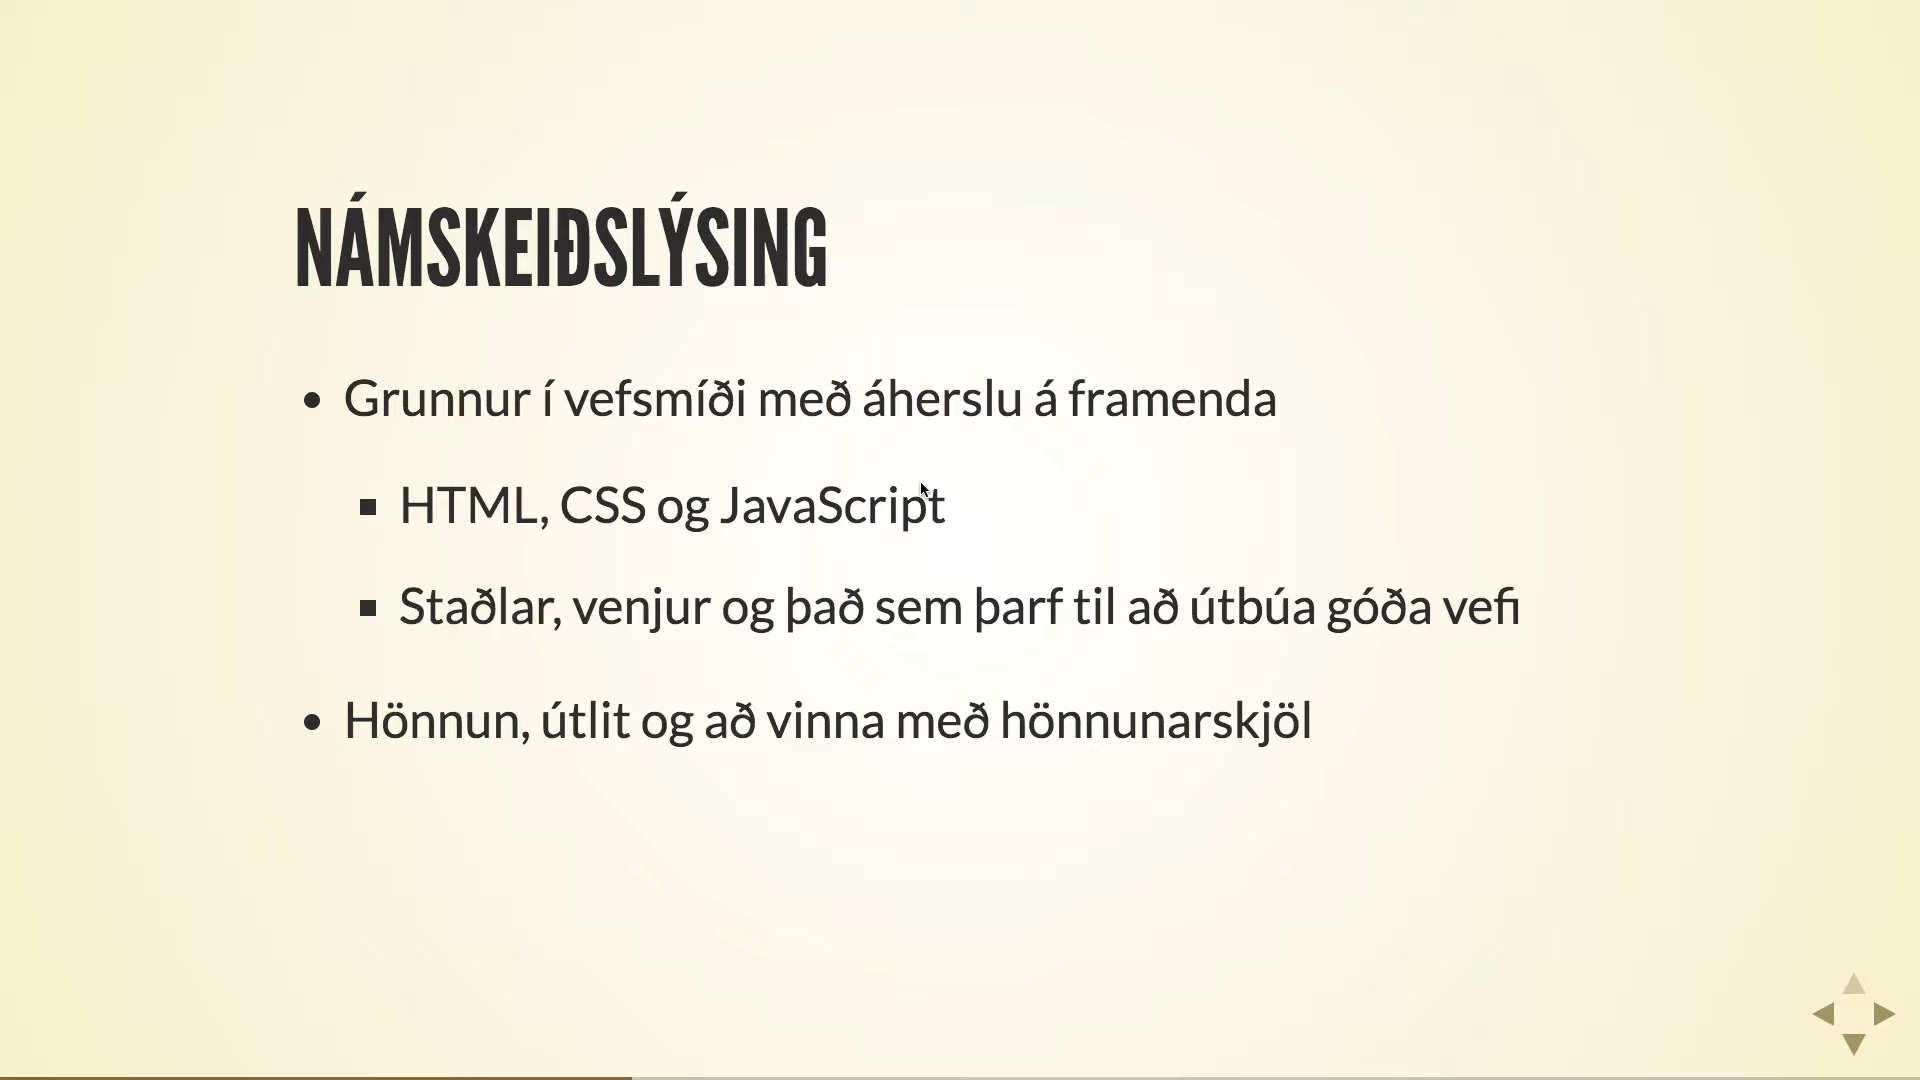 NÁMSKEIÐSLÝSING
Grunnur í vefsmíði með áherslu á framenda
HTML, CSS og JavaScript
Staðlar, venjur og það sem þarf til að útbúa góða vefi
Hönnun, útlit og að vinna með hönnunarskjöl